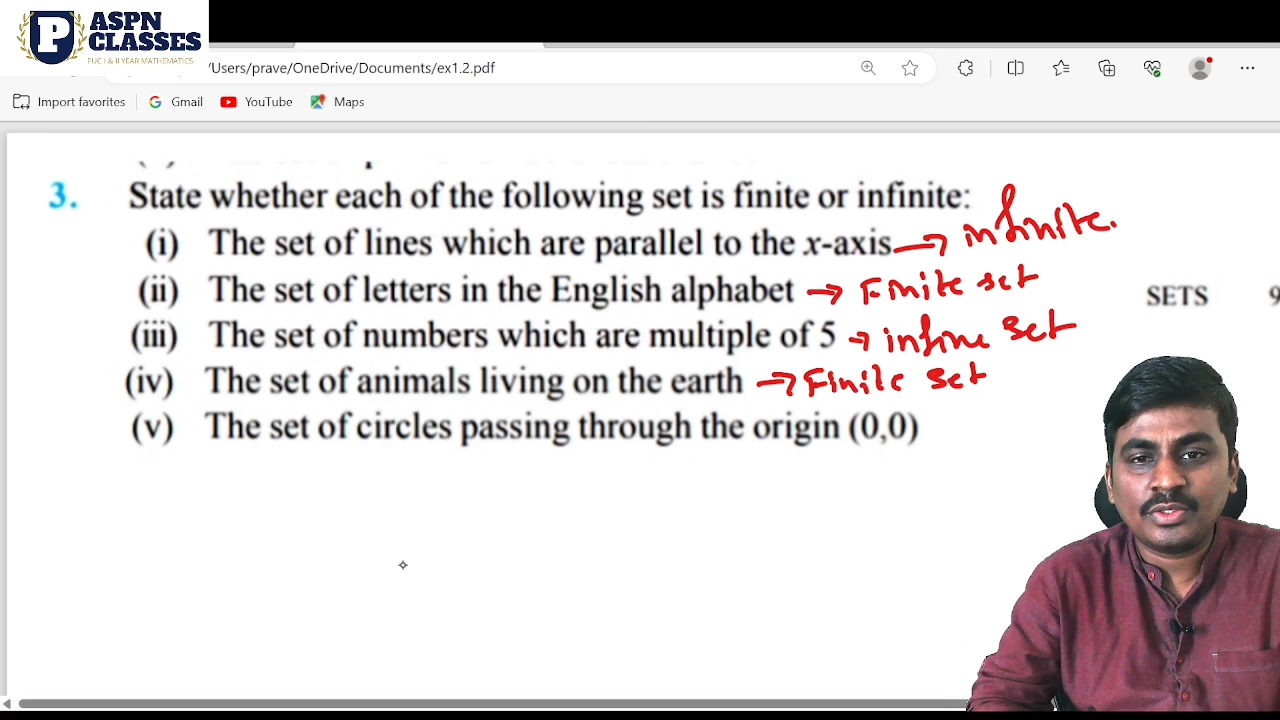 P
ASPN
CLASSES
PUC I & II YEAR MATHEMATICS
/Users/prave/OneDrive/Documents/ex1.2.pdf
Import favorites Gmail YouTube Maps
3. State whether each of the following set is finite or infinite:
(i) The set of lines which are parallel to the x-axis → infinite.
(ii) The set of letters in the English alphabet → Finite set
(iii) The set of numbers which are multiple of 5 → infine set
(iv) The set of animals living on the earth → Finite set
(v) The set of circles passing through the origin (0,0)
SETS 9